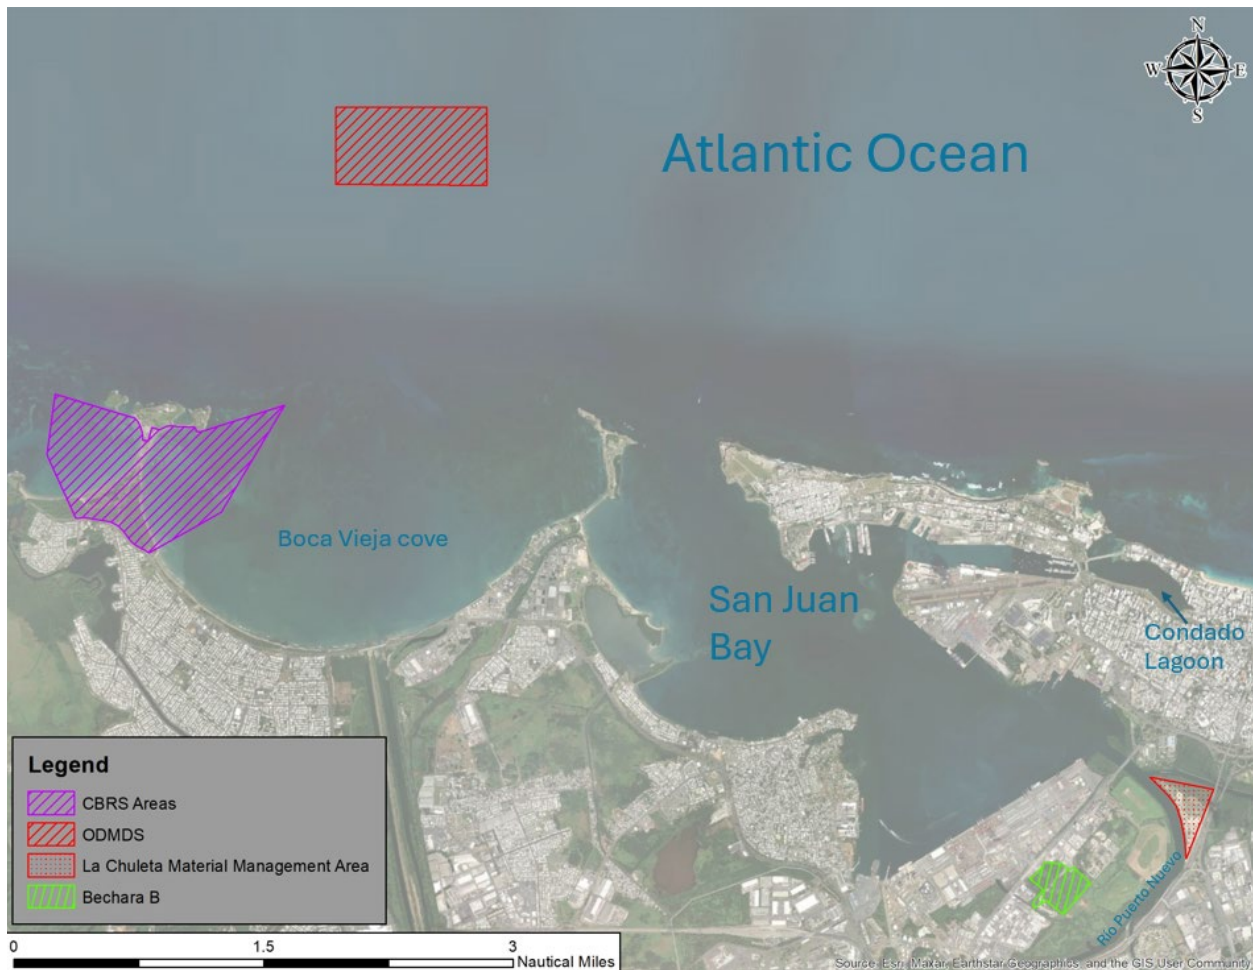 N
W E
S
Atlantic Ocean
Boca Vieja cove
San Juan
Bay
Condado
Lagoon
Legend
CBRS Areas
ODMDS
La Chuleta Material Management Area
Bechara B
Río Puerto Nuevo
0 1.5 3
Nautical Miles
Source: Esri, Maxar, Earthstar Geographics, and the GIS User Community